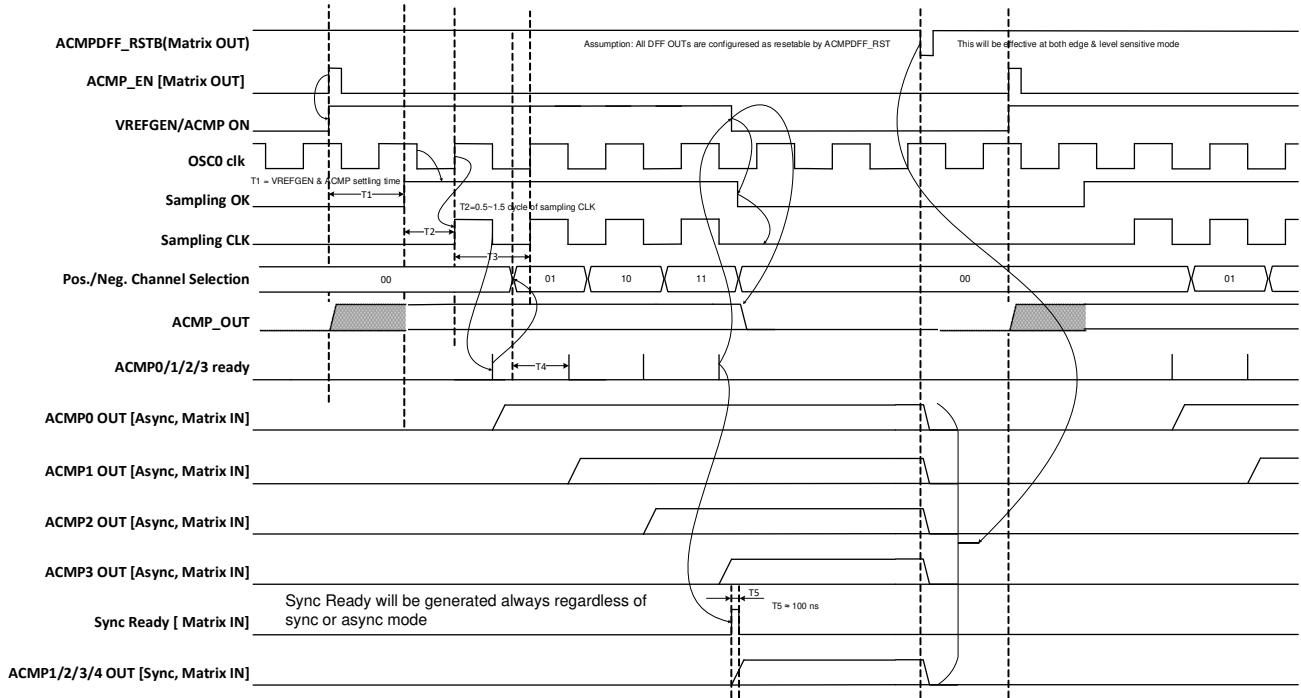 ACMPDFF_RSTB(Matrix OUT)
Assumption: All DFF OUTs are configuresed as resetable by ACMPDFF_RST
This will be effective at both edge & level sensitive mode
ACMP_EN [Matrix OUT]
VREFGEN/ACMP ON
OSC0 clk
T1 = VREFGEN & ACMP settling time
Sampling OK
T1
T2=0.5~1.5 dycle of sampling CLK
T2
Sampling CLK
T3
Pos./Neg. Channel Selection
00
01
10
11
00
01
ACMP_OUT
ACMP0/1/2/3 ready
T4
ACMP0 OUT [Async, Matrix IN]
ACMP1 OUT [Async, Matrix IN]
ACMP2 OUT [Async, Matrix IN]
ACMP3 OUT [Async, Matrix IN]
T5
T5 ≈ 100 ns
Sync Ready will be generated always regardless of
sync or async mode
Sync Ready [ Matrix IN]
ACMP1/2/3/4 OUT [Sync, Matrix IN]